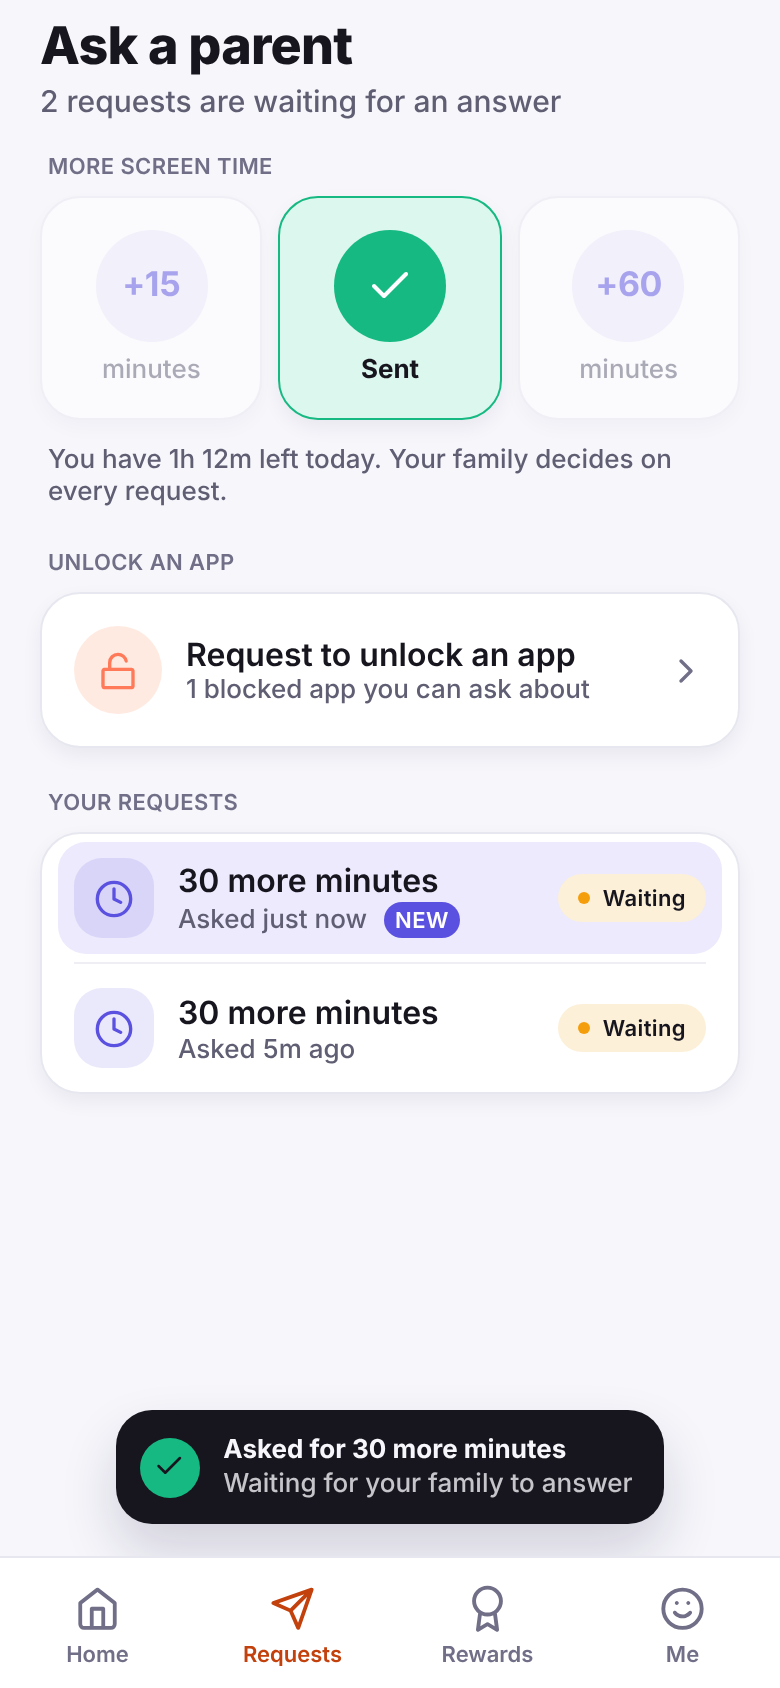 Ask a parent
2 requests are waiting for an answer
MORE SCREEN TIME
+15
minutes
Sent
+60
minutes
You have 1h 12m left today. Your family decides on
every request.
UNLOCK AN APP
Request to unlock an app
1 blocked app you can ask about
YOUR REQUESTS
30 more minutes
Asked just now NEW
Waiting
30 more minutes
Asked 5m ago
Waiting
Asked for 30 more minutes
Waiting for your family to answer
Home
Requests
Rewards
Me